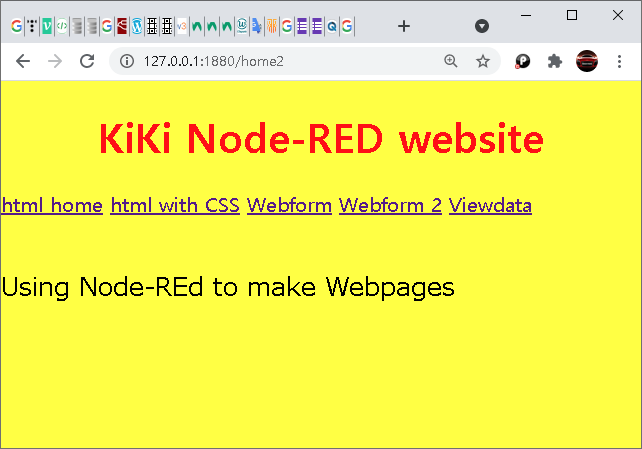 127.0.0.1:1880/home2
KiKi Node-RED website
html home html with CSS Webform Webform 2 Viewdata
Using Node-REd to make Webpages